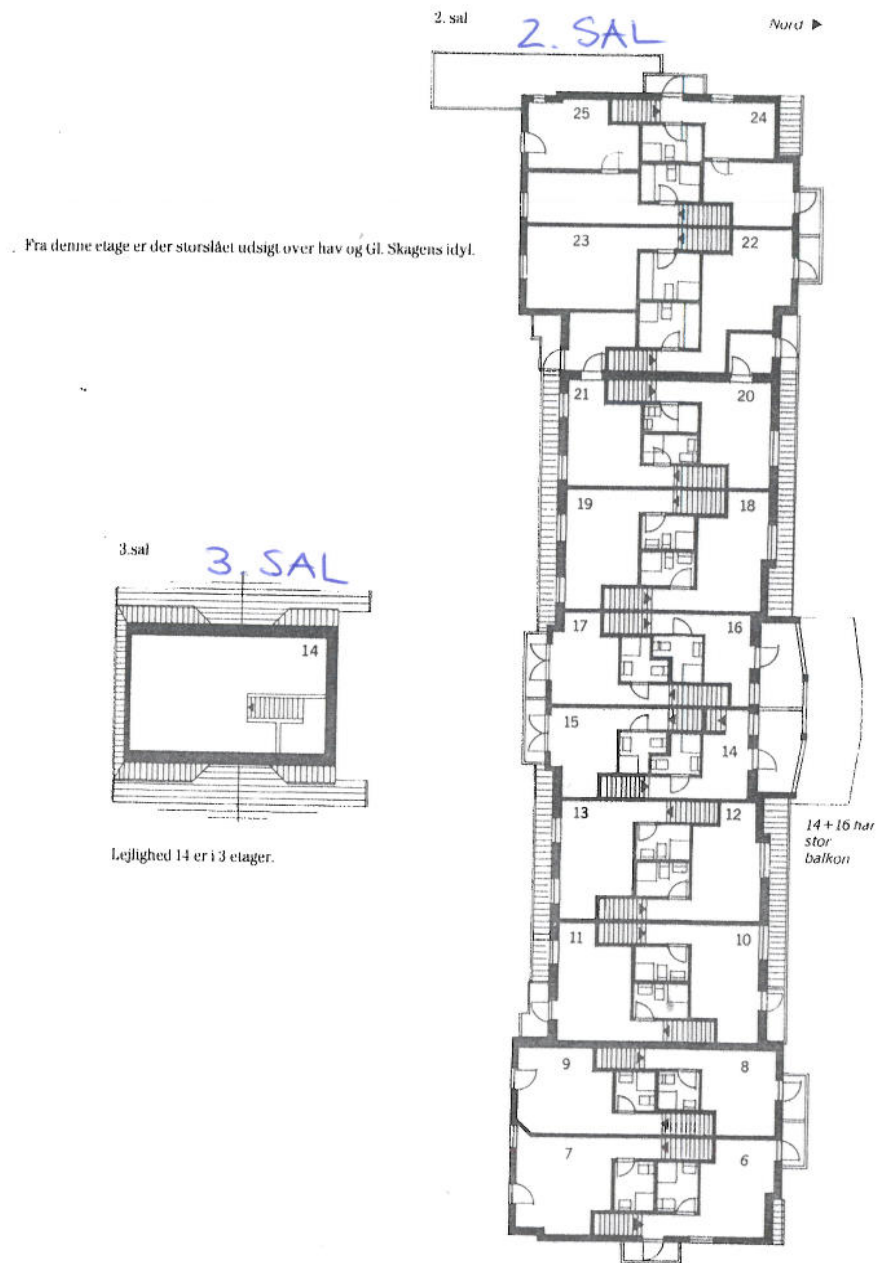 2. sal
2. SAL
Nord
25
24
Fra denne etage er der storslået udsigt over hav og Gl. Skagens idyl.
23
22
21
20
19
18
3.sal
3. SAL
17
16
14
15
14
13
12
14 + 16 har
stor
balkon
Lejlighed 14 er i 3 etager.
11
10
9
8
7
6